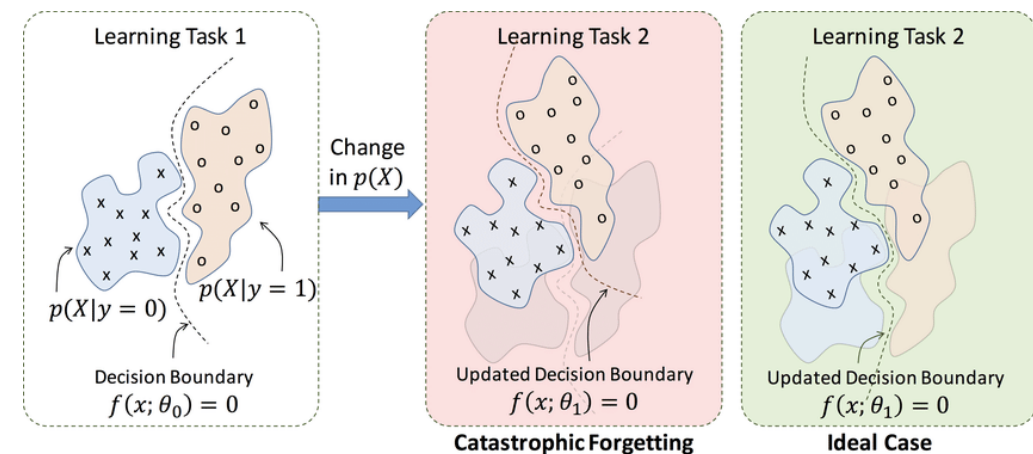 Learning Task 1
p(X|y = 0)
p(X|y = 1)
Decision Boundary
f(x; θ₀) = 0
Change
in p(X)
Learning Task 2
Updated Decision Boundary
f(x; θ₁) = 0
Catastrophic Forgetting
Learning Task 2
Updated Decision Boundary
f(x; θ₁) = 0
Ideal Case